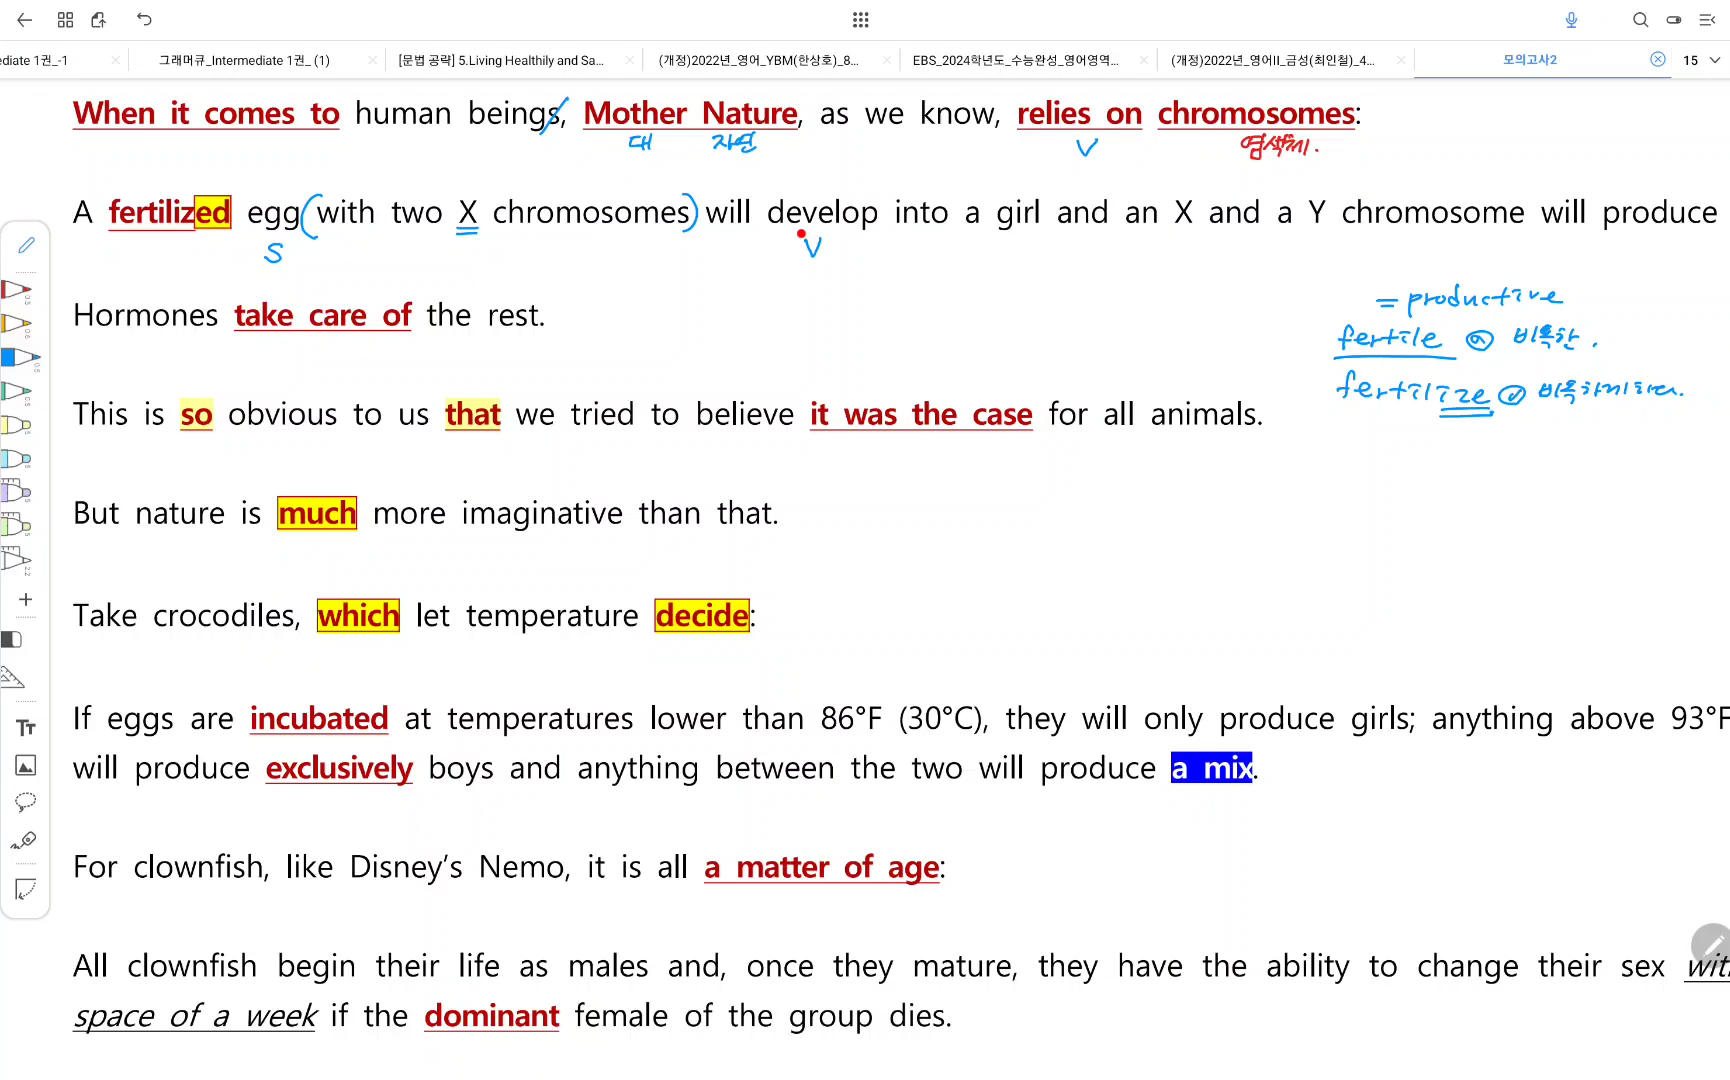 ediate 1권_-1
그래머큐_Intermediate 1권_ (1)
[문법 공략] 5.Living Healthily and Sa...
(개정)2022년_영어_YBM(한상호)_8...
EBS_2024학년도_수능완성_영어영역...
(개정)2022년_영어II_금성(최인철)_4...
모의고사2
15
When it comes to human beings, Mother Nature, as we know, relies on chromosomes:
대 자연 V 염색체.
A fertilized egg (with two X chromosomes) will develop into a girl and an X and a Y chromosome will produce
S V
= productive
Hormones take care of the rest.
fertile ⓐ 비옥한.
fertilize ⓥ 비옥하게하다.
This is so obvious to us that we tried to believe it was the case for all animals.
But nature is much more imaginative than that.
Take crocodiles, which let temperature decide:
If eggs are incubated at temperatures lower than 86°F (30°C), they will only produce girls; anything above 93°F
will produce exclusively boys and anything between the two will produce a mix.
For clownfish, like Disney's Nemo, it is all a matter of age:
All clownfish begin their life as males and, once they mature, they have the ability to change their sex wit
space of a week if the dominant female of the group dies.